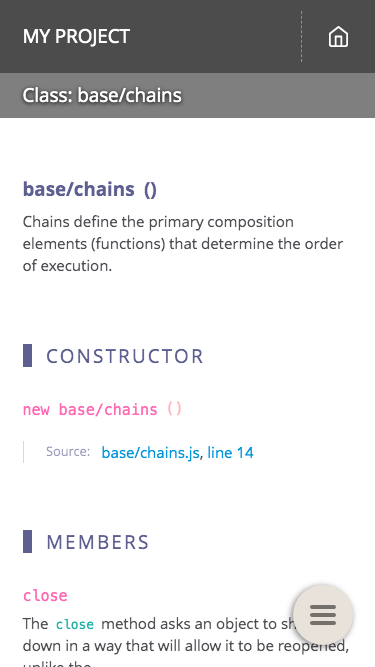 MY PROJECT
Class: base/chains
base/chains ()
Chains define the primary composition
elements (functions) that determine the order
of execution.
CONSTRUCTOR
new base/chains ()
Source: base/chains.js, line 14
MEMBERS
close
The close method asks an object to
down in a way that will allow it to be reopened,
unlike the